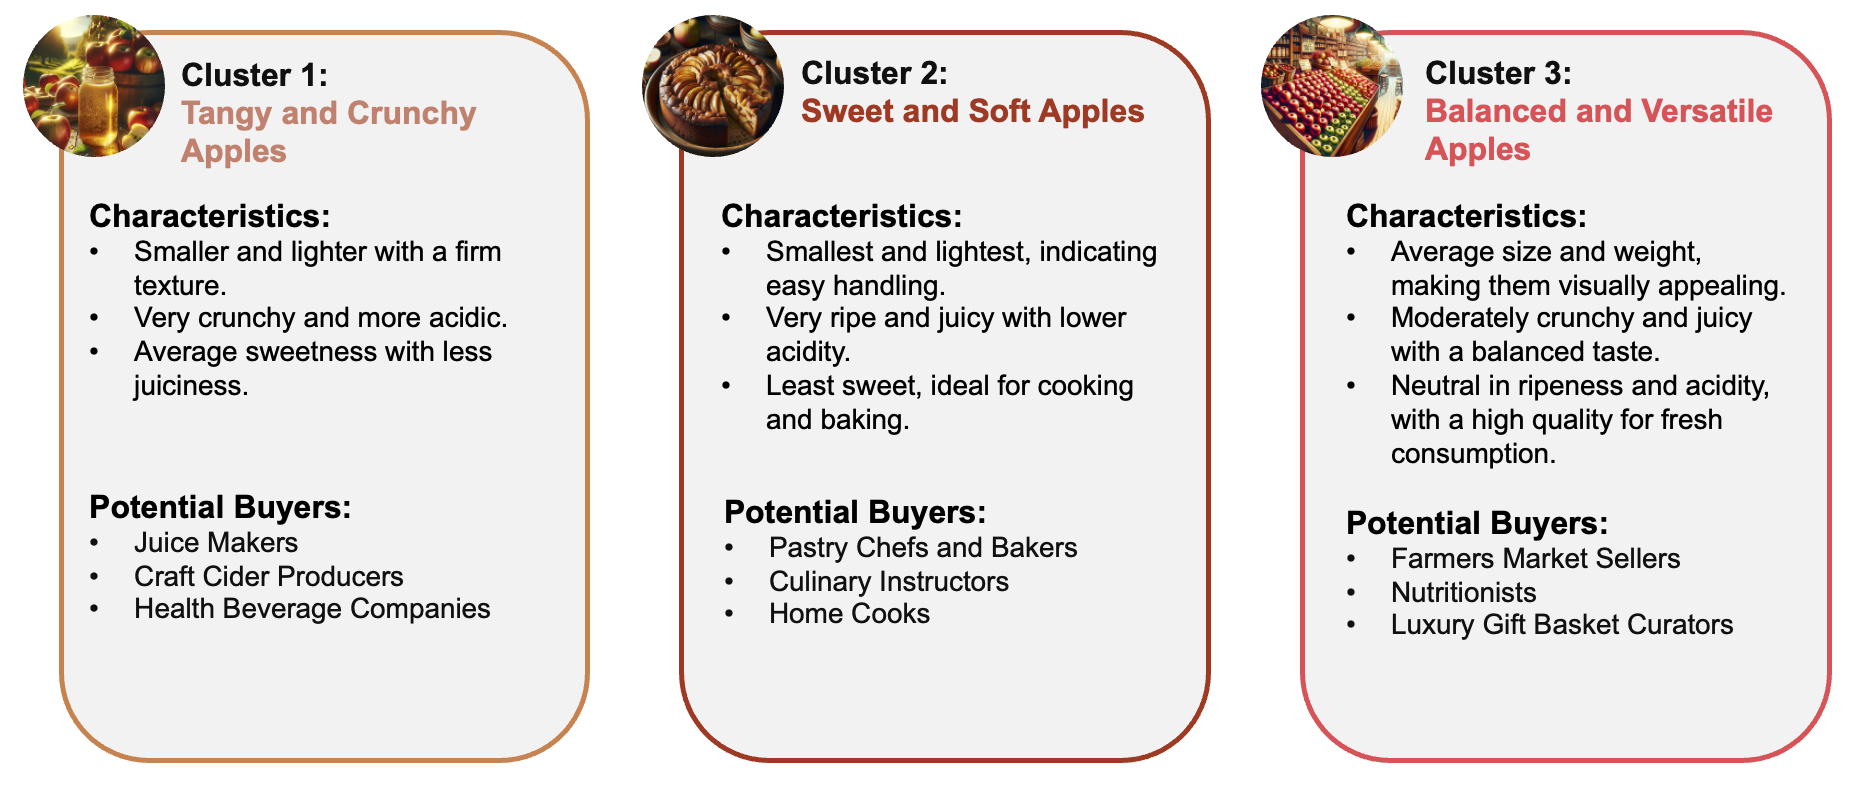 Cluster 1:
Tangy and Crunchy
Apples
Characteristics:
• Smaller and lighter with a firm
texture.
• Very crunchy and more acidic.
• Average sweetness with less
juiciness.
Potential Buyers:
• Juice Makers
• Craft Cider Producers
• Health Beverage Companies
Cluster 2:
Sweet and Soft Apples
Characteristics:
• Smallest and lightest, indicating
easy handling.
• Very ripe and juicy with lower
acidity.
• Least sweet, ideal for cooking
and baking.
Potential Buyers:
• Pastry Chefs and Bakers
• Culinary Instructors
• Home Cooks
Cluster 3:
Balanced and Versatile
Apples
Characteristics:
• Average size and weight,
making them visually appealing.
• Moderately crunchy and juicy
with a balanced taste.
• Neutral in ripeness and acidity,
with a high quality for fresh
consumption.
Potential Buyers:
• Farmers Market Sellers
• Nutritionists
• Luxury Gift Basket Curators